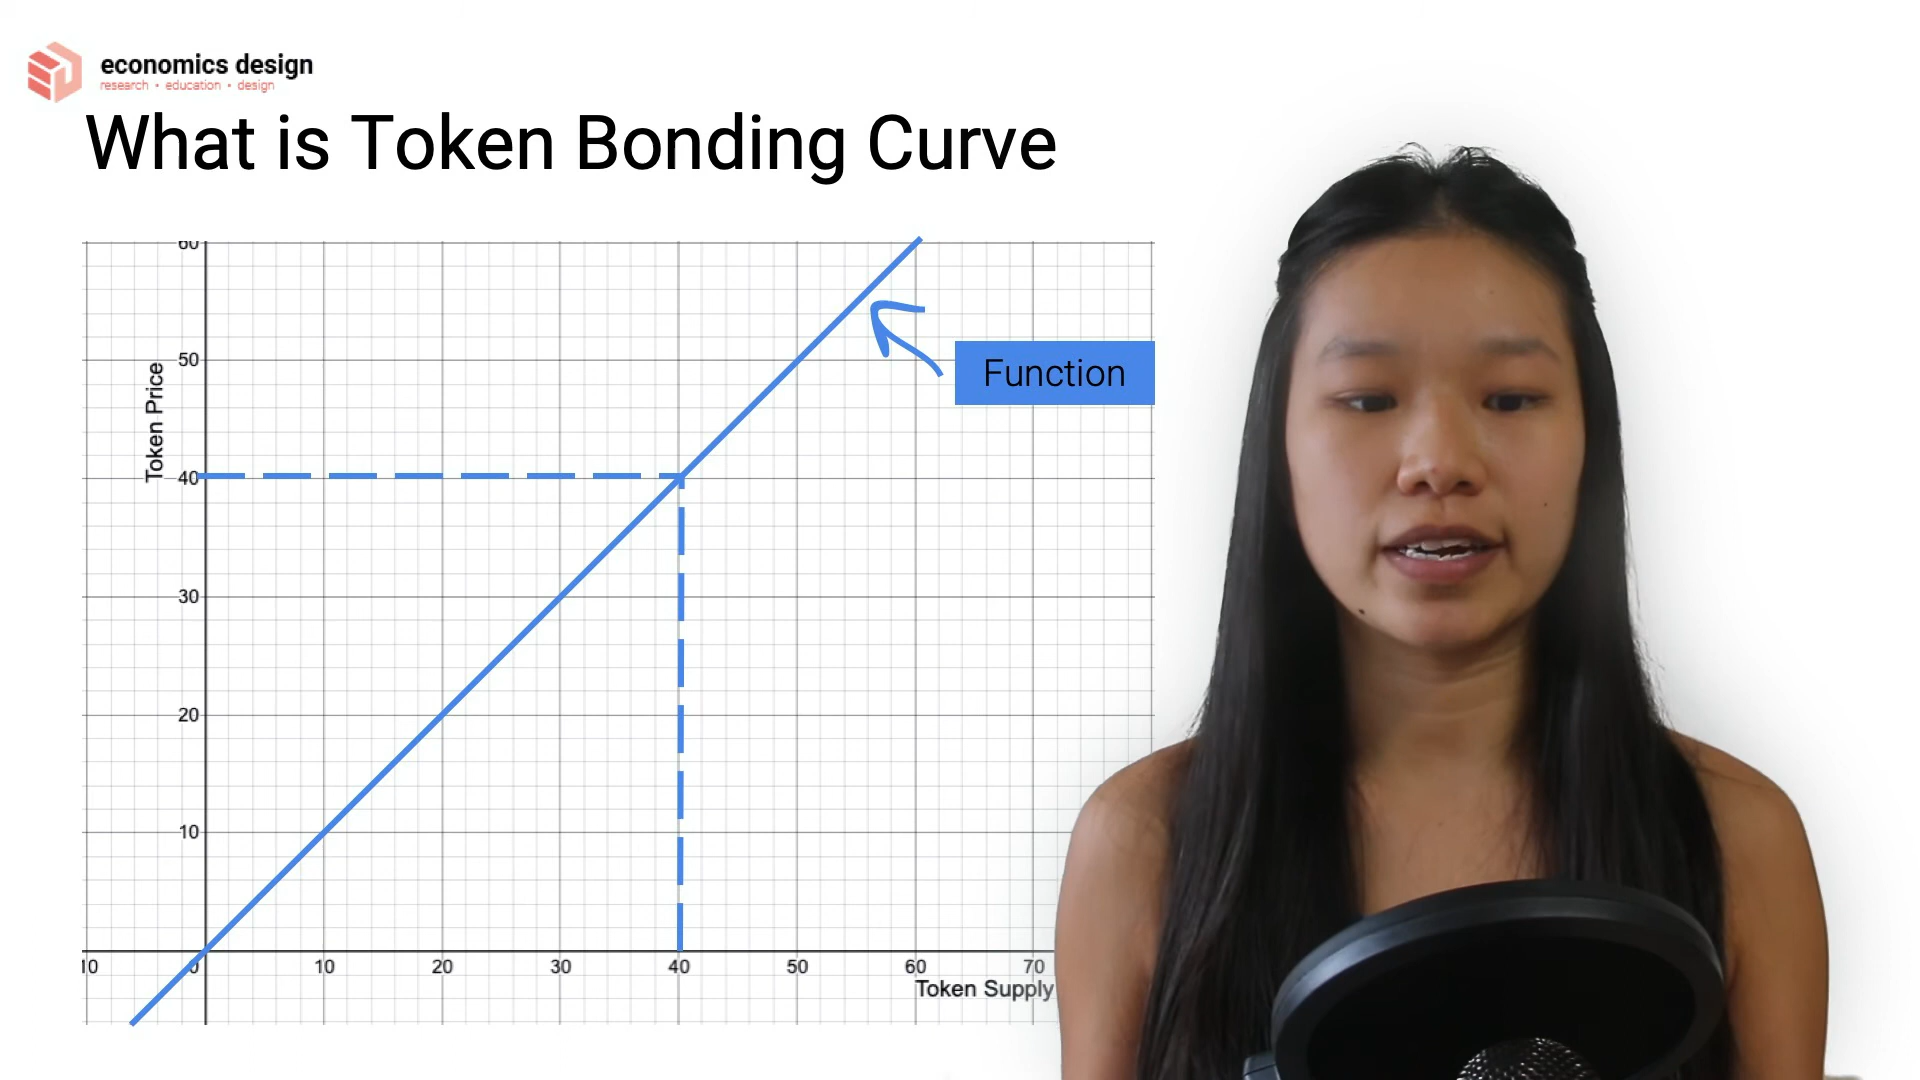 economics design
research • education • design
What is Token Bonding Curve
60
50
Function
Token Price
40
30
20
10
10 0 10 20 30 40 50 60 70
Token Supply